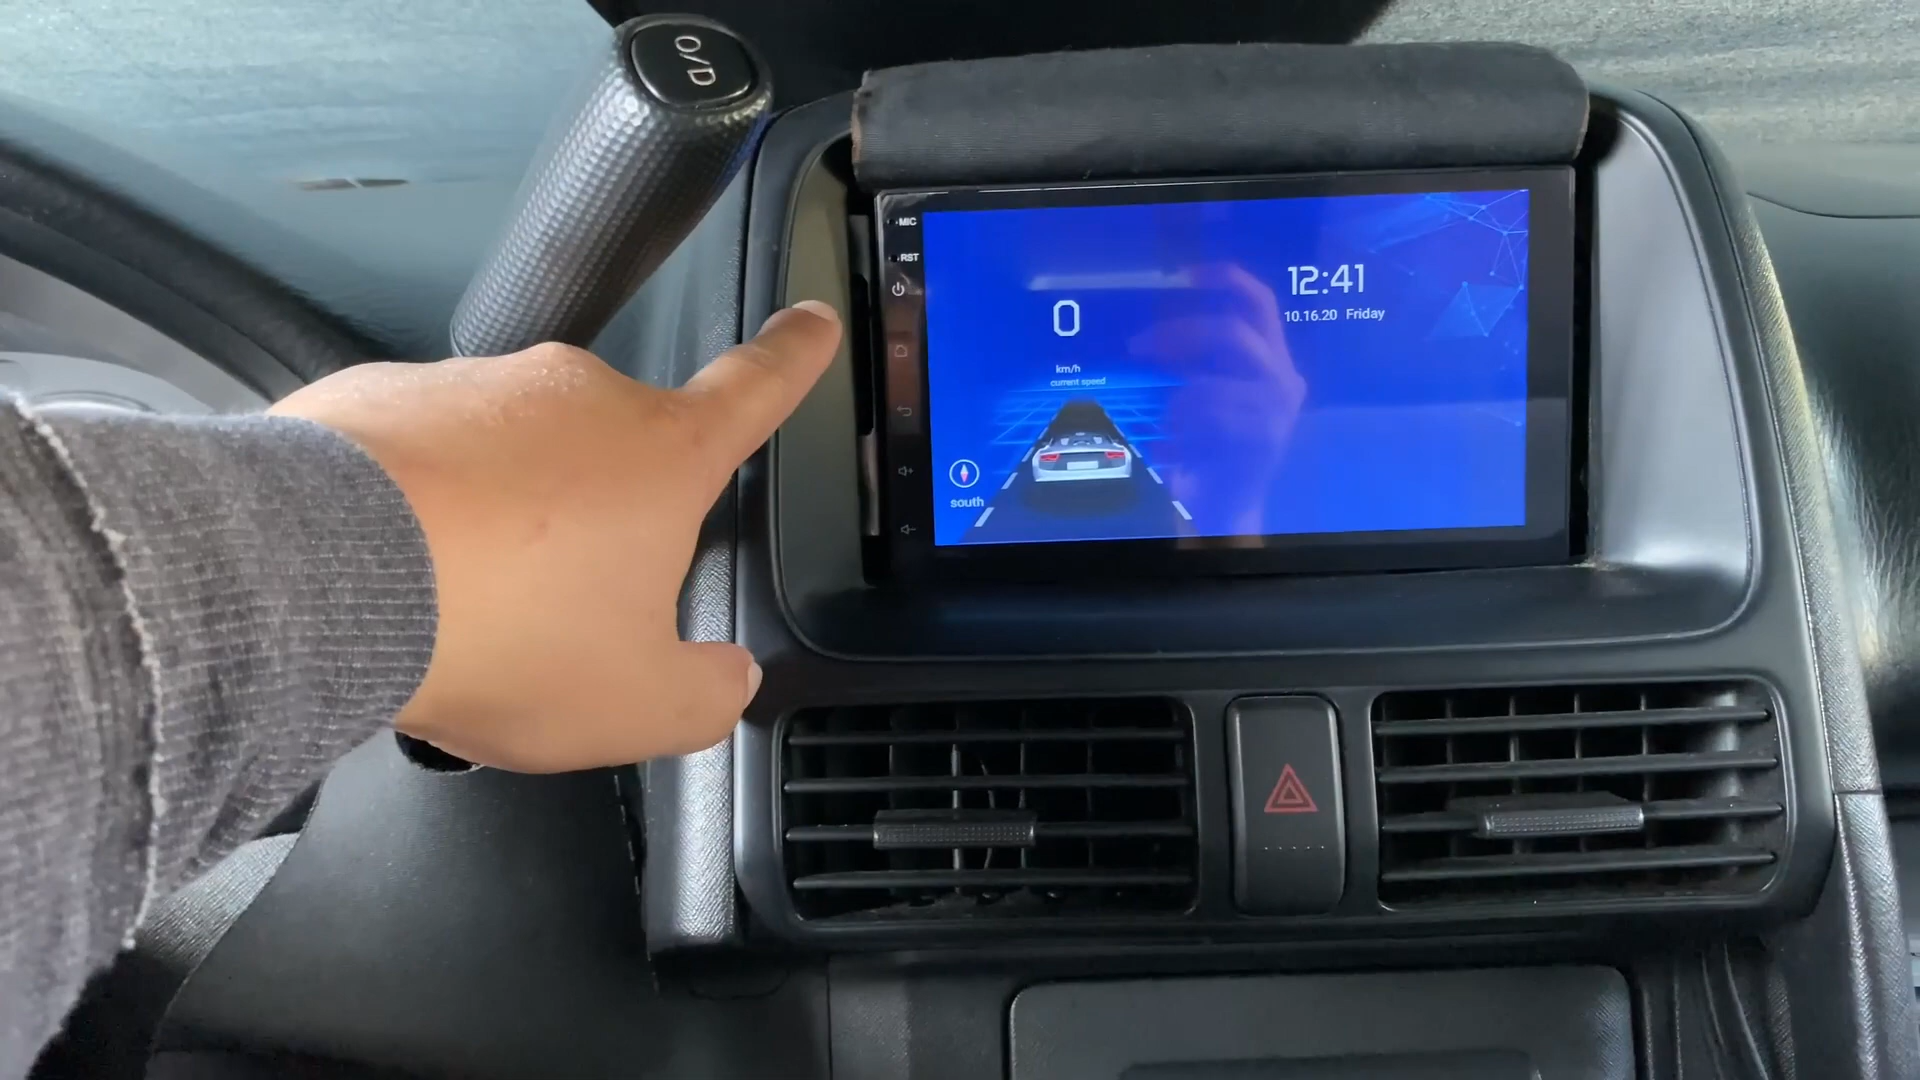 O/D
MIC
RST
12:41
10.16.20 Friday
0
km/h
current speed
south